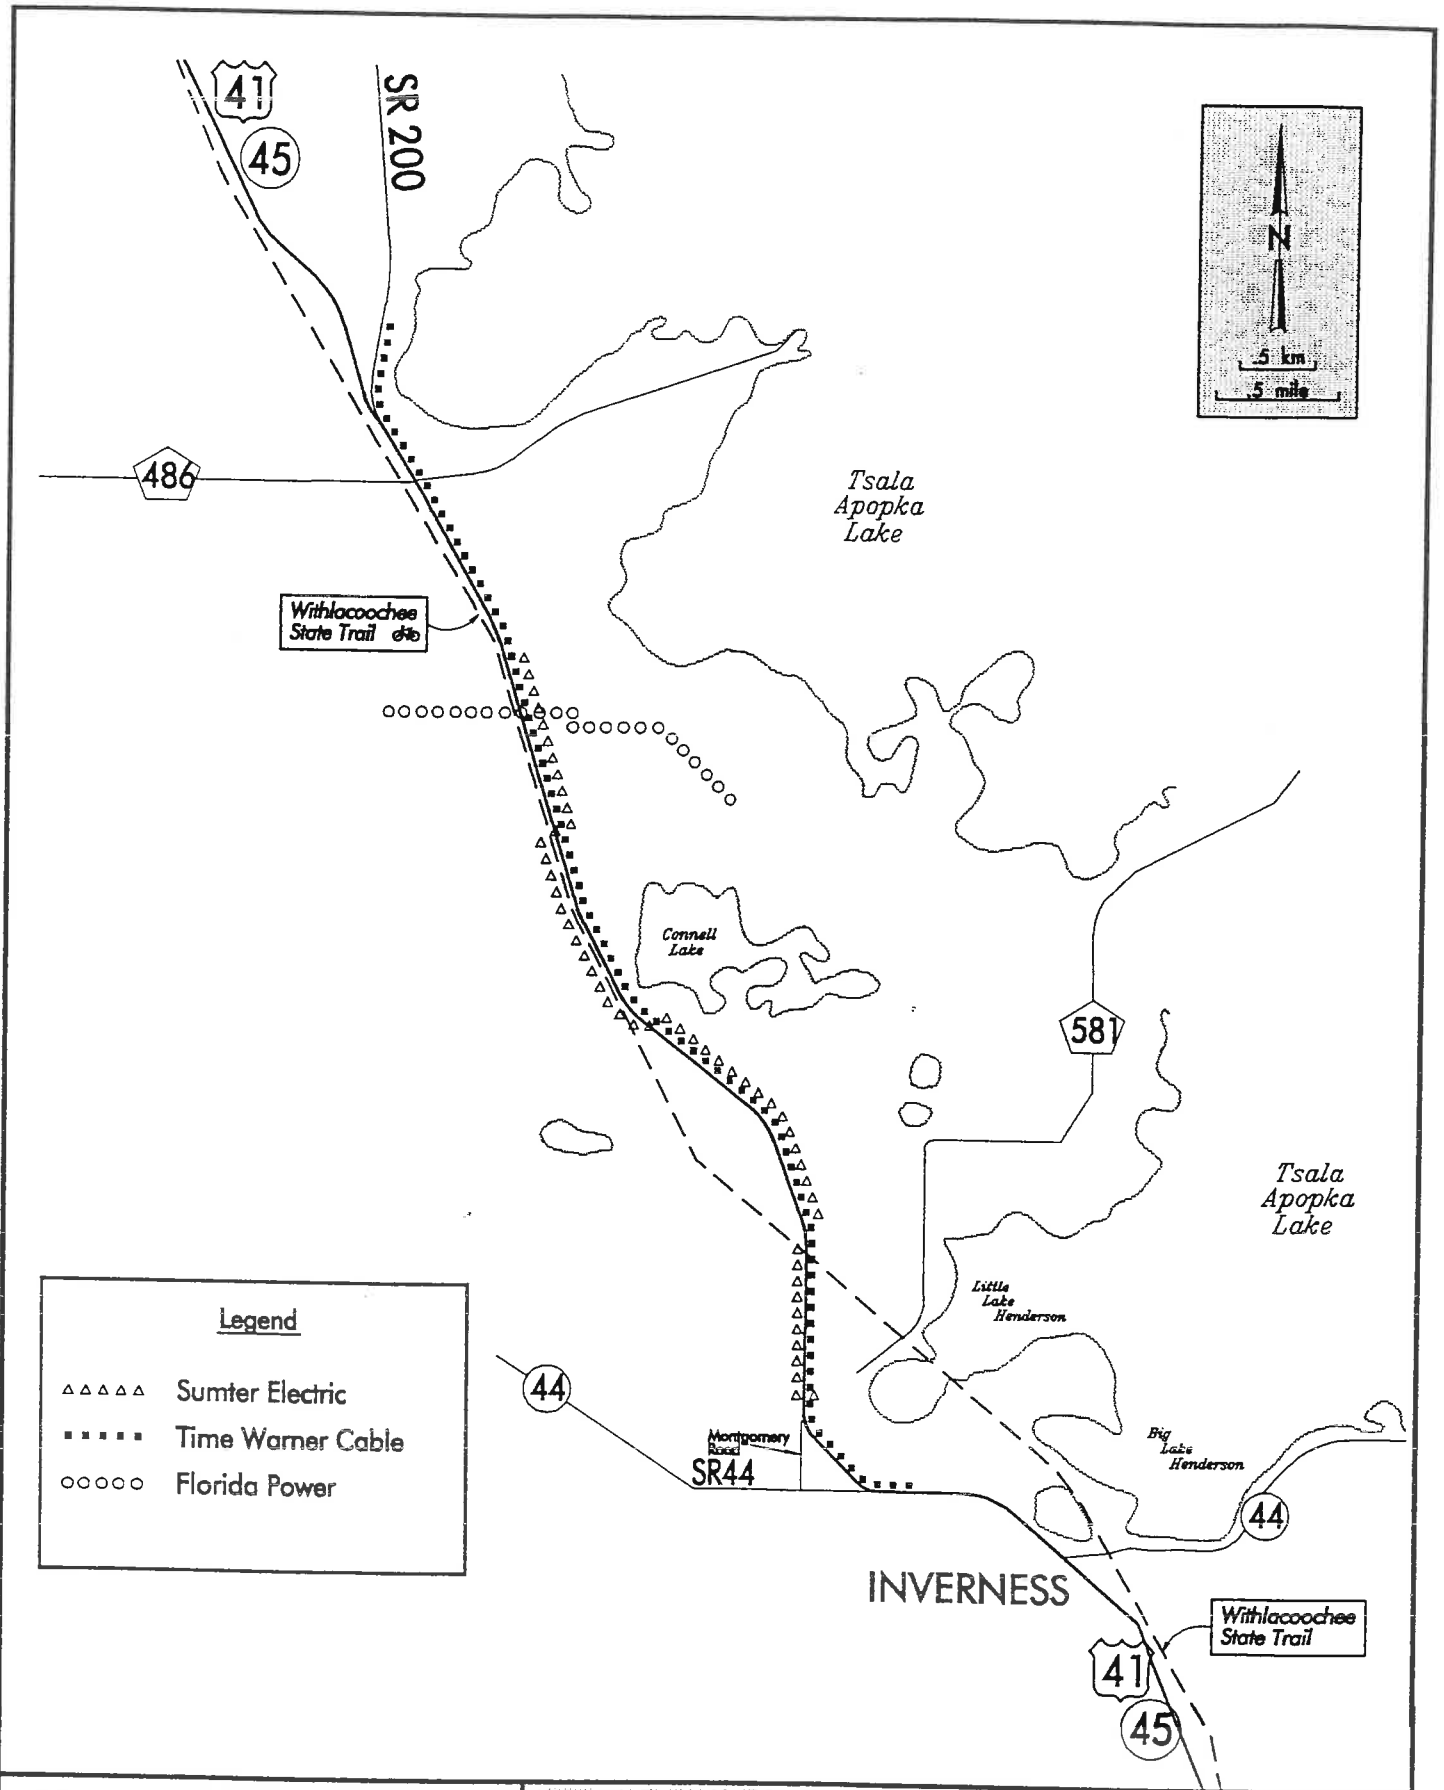 41
45
SR 200
N
.5 km
.5 mile
486
Tsala
Apopka
Lake
Withlacoochee
State Trail
Connell
Lake
581
Tsala
Apopka
Lake
Little
Lake
Henderson
Legend
Sumter Electric
Time Warner Cable
Florida Power
44
Montgomery
Road
SR44
Big
Lake
Henderson
44
INVERNESS
Withlacoochee
State Trail
41
45